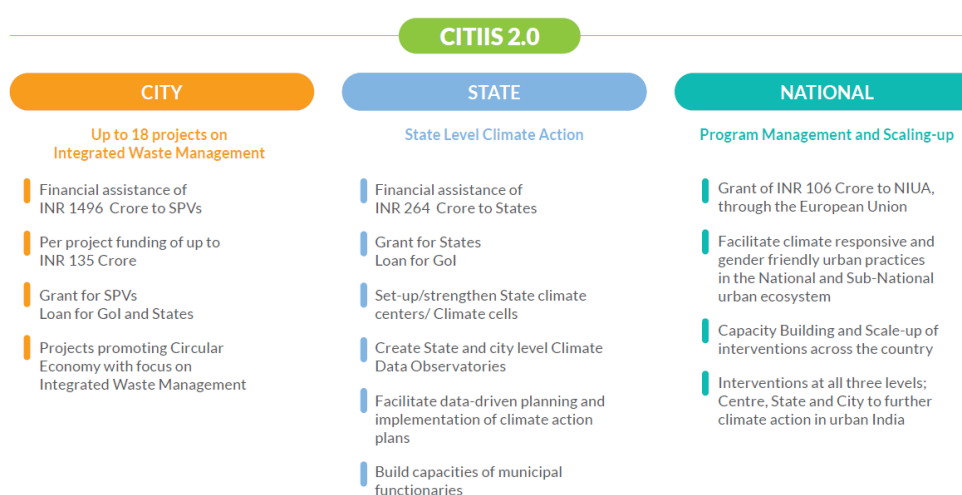 CITIIS 2.0
CITY
Up to 18 projects on
Integrated Waste Management
Financial assistance of
INR 1496 Crore to SPVs
Per project funding of up to
INR 135 Crore
Grant for SPVs
Loan for GoI and States
Projects promoting Circular
Economy with focus on
Integrated Waste Management
STATE
State Level Climate Action
Financial assistance of
INR 264 Crore to States
Grant for States
Loan for GoI
Set-up/strengthen State climate
centers/ Climate cells
Create State and city level Climate
Data Observatories
Facilitate data-driven planning and
implementation of climate action
plans
Build capacities of municipal
functionaries
NATIONAL
Program Management and Scaling-up
Grant of INR 106 Crore to NIUA,
through the European Union
Facilitate climate responsive and
gender friendly urban practices
in the National and Sub-National
urban ecosystem
Capacity Building and Scale-up of
interventions across the country
Interventions at all three levels;
Centre, State and City to further
climate action in urban India